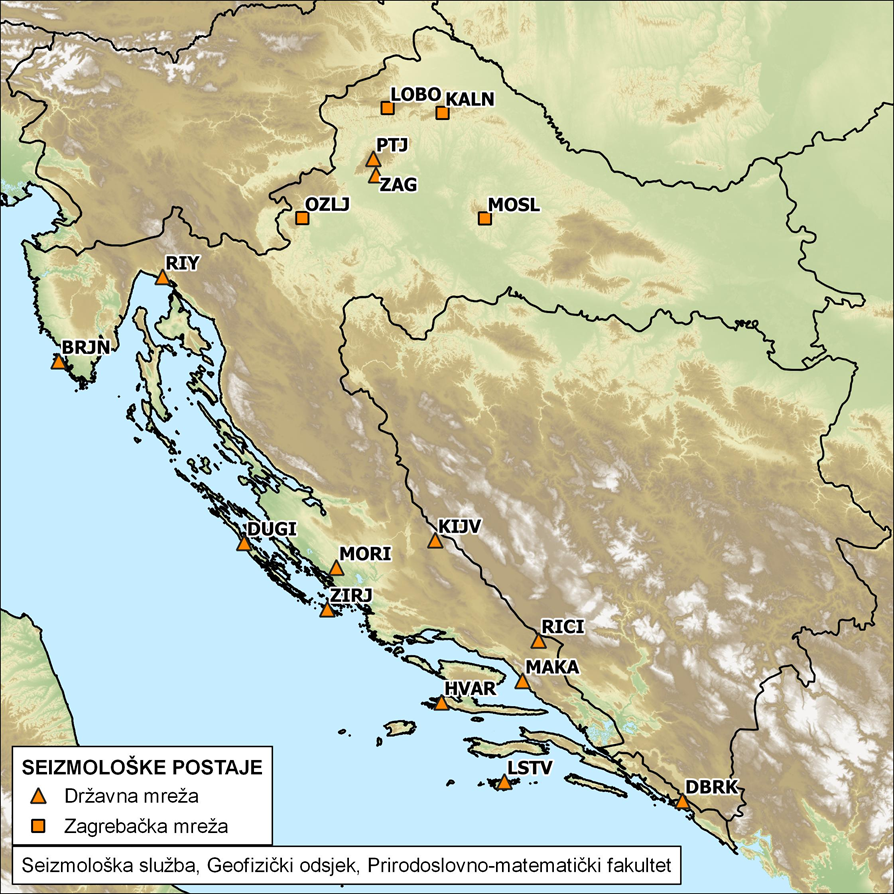 LOBO
KALN
PTJ
ZAG
OZLJ
MOSL
RIY
BRJN
DUGI
KIJV
MORI
ZIRJ
RICI
MAKA
HVAR
LSTV
DBRK
SEIZMOLOŠKE POSTAJE
Državna mreža
Zagrebačka mreža
Seizmološka služba, Geofizički odsjek, Prirodoslovno-matematički fakultet